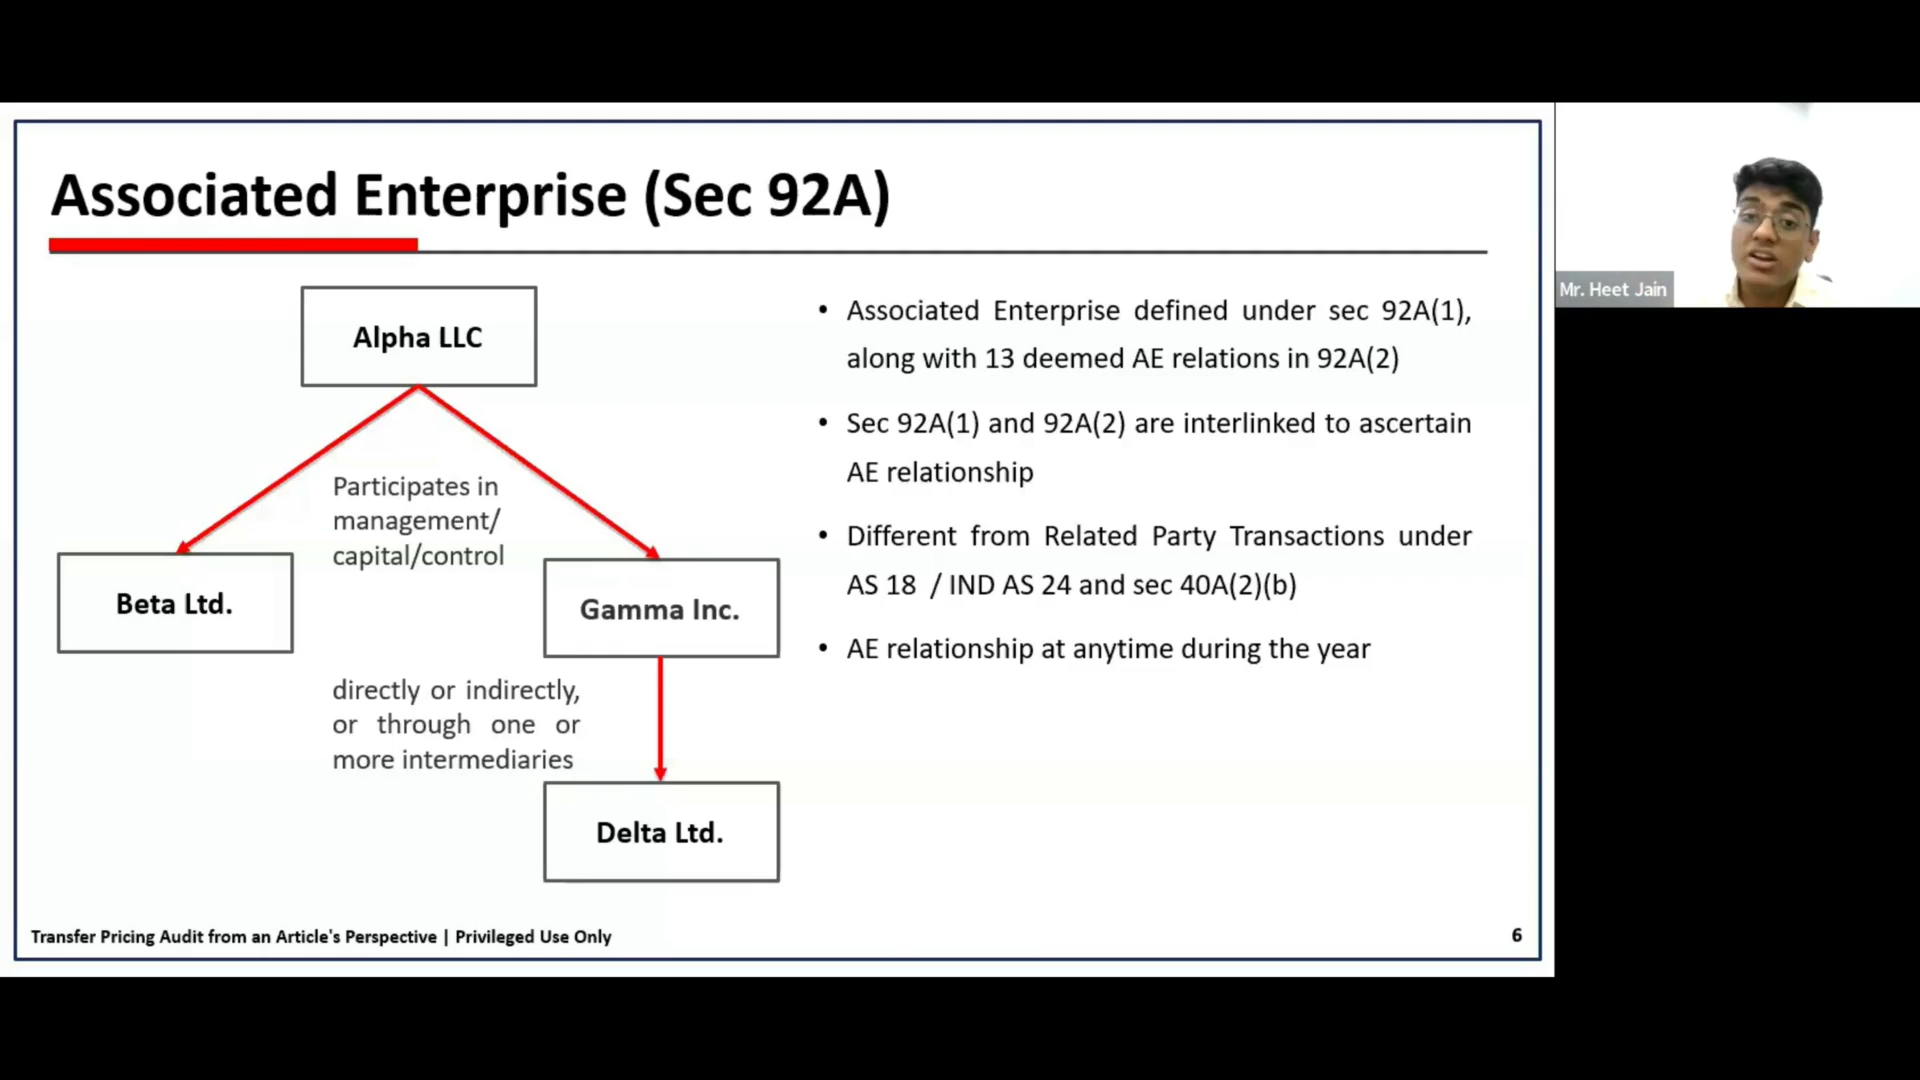 Associated Enterprise (Sec 92A)
Alpha LLC
Participates in
management/
capital/control
Beta Ltd.
Gamma Inc.
directly or indirectly,
or through one or
more intermediaries
Delta Ltd.
• Associated Enterprise defined under sec 92A(1),
along with 13 deemed AE relations in 92A(2)
• Sec 92A(1) and 92A(2) are interlinked to ascertain
AE relationship
• Different from Related Party Transactions under
AS 18 / IND AS 24 and sec 40A(2)(b)
• AE relationship at anytime during the year
Transfer Pricing Audit from an Article's Perspective | Privileged Use Only
6
Mr. Heet Jain